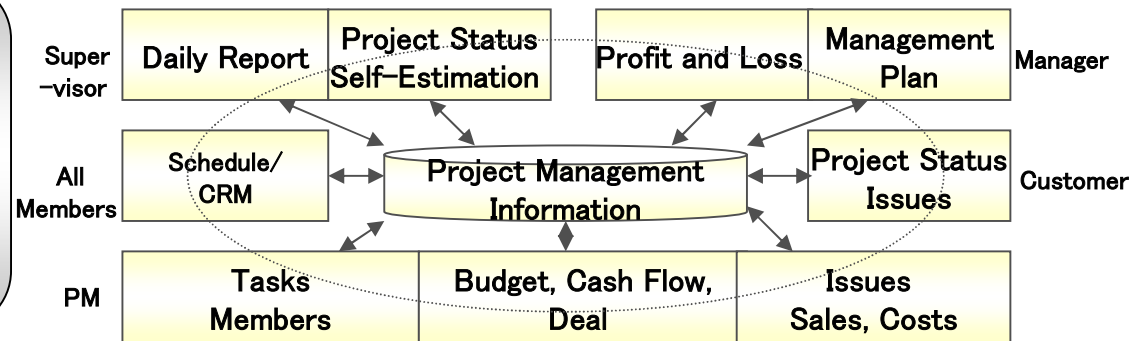 Super
-visor
Daily Report
Project Status
Self-Estimation
Profit and Loss
Management
Plan
Manager
All
Members
Schedule/
CRM
Project Management
Information
Project Status
Issues
Customer
PM
Tasks
Members
Budget, Cash Flow,
Deal
Issues
Sales, Costs